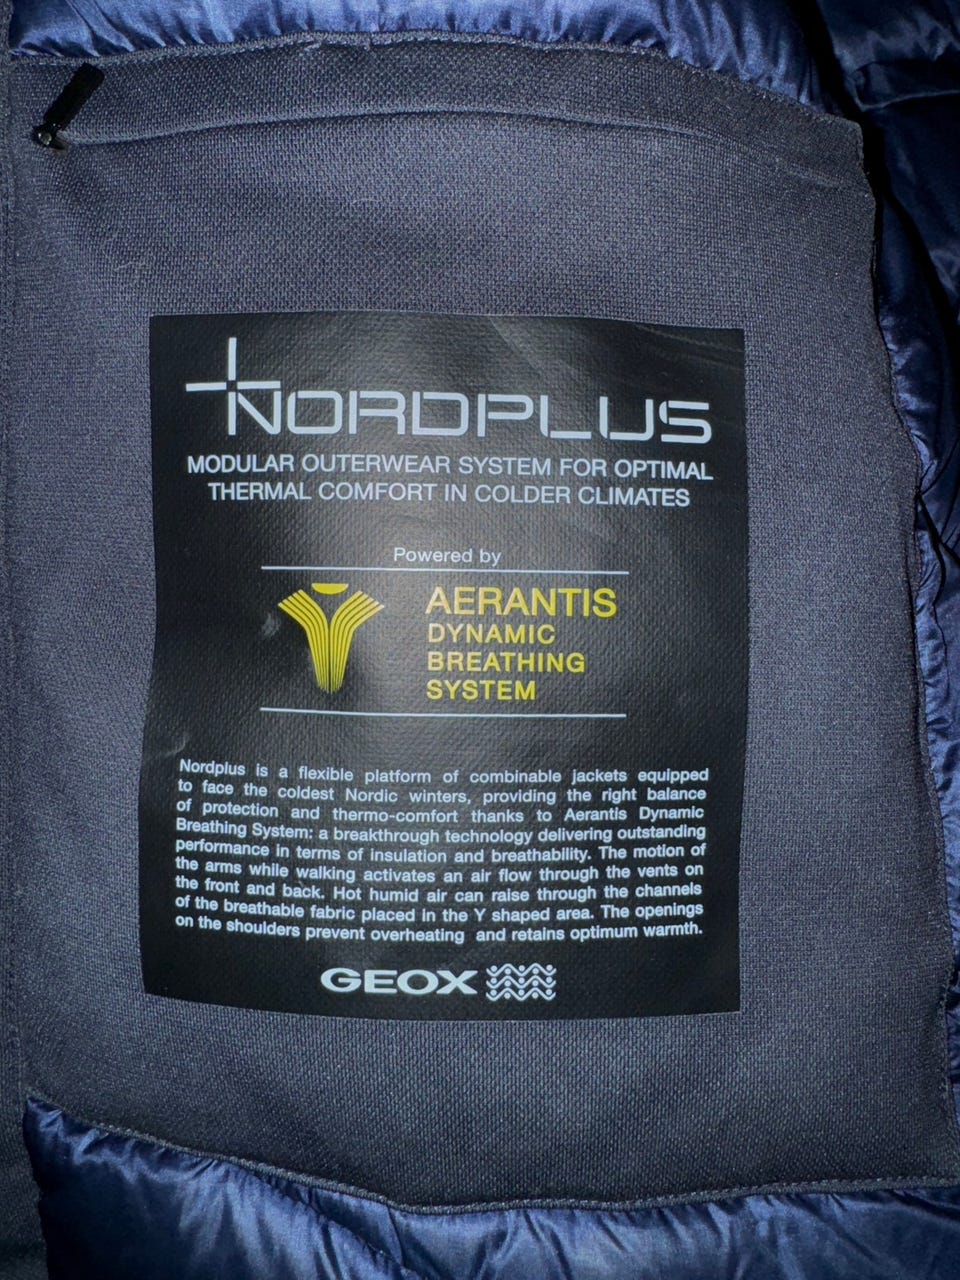 NORDPLUS
MODULAR OUTERWEAR SYSTEM FOR OPTIMAL
THERMAL COMFORT IN COLDER CLIMATES
Powered by
AERANTIS
DYNAMIC
BREATHING
SYSTEM
Nordplus is a flexible platform of combinable jackets equipped
to face the coldest Nordic winters, providing the right balance
of protection and thermo-comfort thanks to Aerantis Dynamic
Breathing System: a breakthrough technology delivering outstanding
performance in terms of insulation and breathability. The motion of
the arms while walking activates an air flow through the vents on
the front and back. Hot humid air can raise through the channels
of the breathable fabric placed in the Y shaped area. The openings
on the shoulders prevent overheating and retains optimum warmth.
GEOX